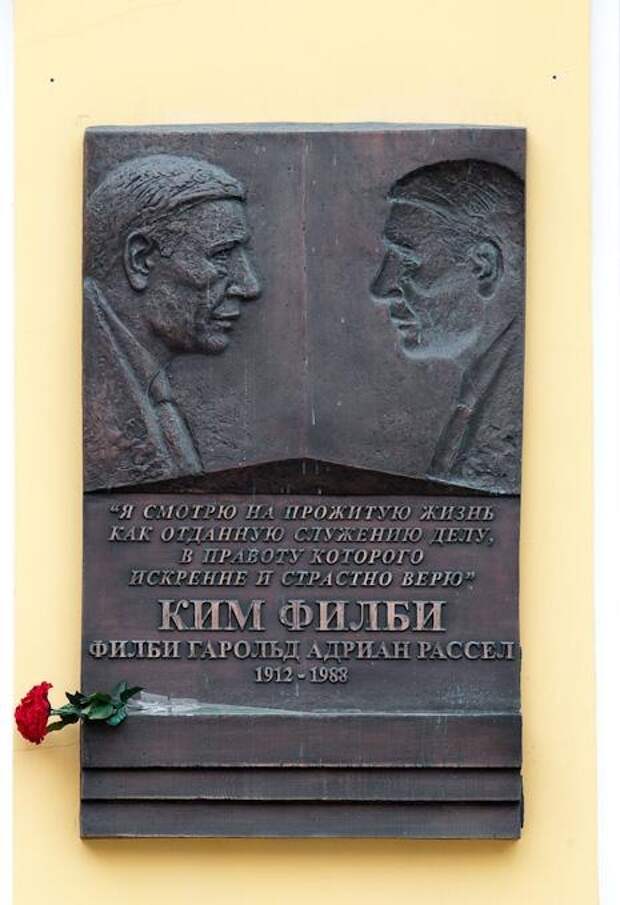 "Я СМОТРЮ НА ПРОЖИТУЮ ЖИЗНЬ
КАК ОТДАННУЮ СЛУЖЕНИЮ ДЕЛУ,
В ПРАВОТУ КОТОРОГО
ИСКРЕННЕ И СТРАСТНО ВЕРЮ"
КИМ ФИЛБИ
ФИЛБИ ГАРОЛЬД АДРИАН РАССЕЛ
1912 - 1988